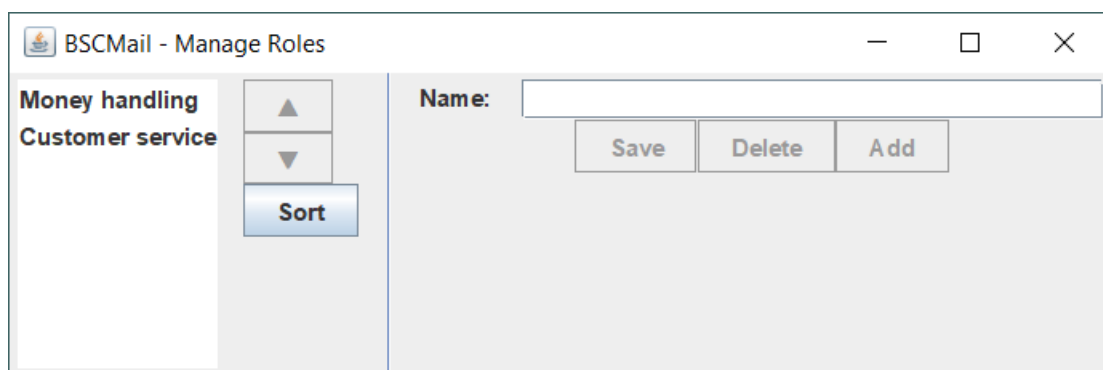 BSCMail - Manage Roles
Money handling
Customer service
▲
▼
Sort
Name:
Save Delete Add